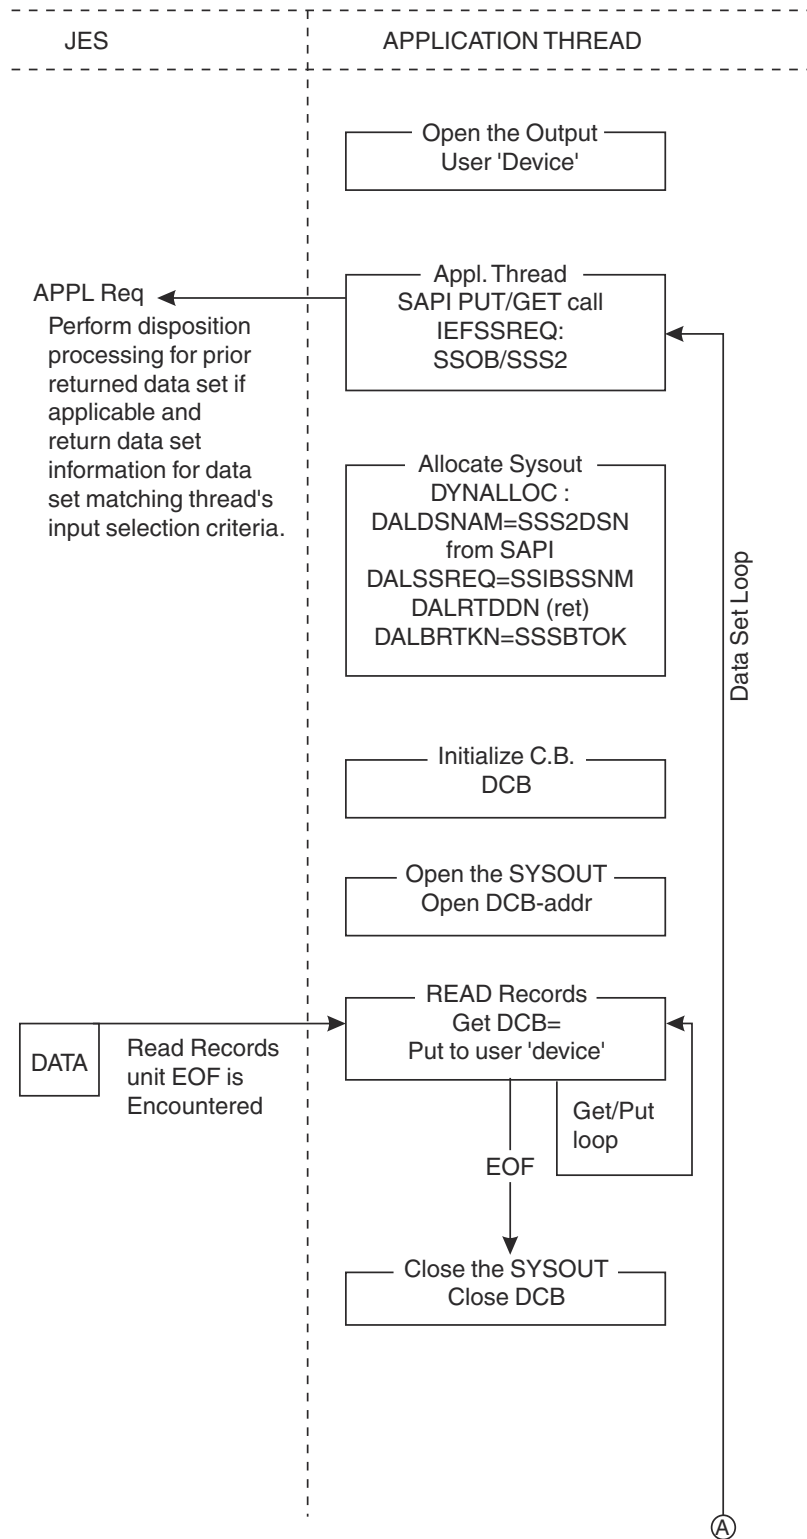 JES
APPLICATION THREAD
Open the Output
User 'Device'
APPL Req
Perform disposition
processing for prior
returned data set if
applicable and
return data set
information for data
set matching thread's
input selection criteria.
Appl. Thread
SAPI PUT/GET call
IEFSSREQ:
SSOB/SSS2
Allocate Sysout
DYNALLOC :
DALDSNAM=SSS2DSN
from SAPI
DALSSREQ=SSIBSSNM
DALRTDDN (ret)
DALBRTKN=SSSBTOK
Data Set Loop
Initialize C.B.
DCB
Open the SYSOUT
Open DCB-addr
DATA
Read Records
unit EOF is
Encountered
READ Records
Get DCB=
Put to user 'device'
Get/Put
loop
EOF
Close the SYSOUT
Close DCB
A